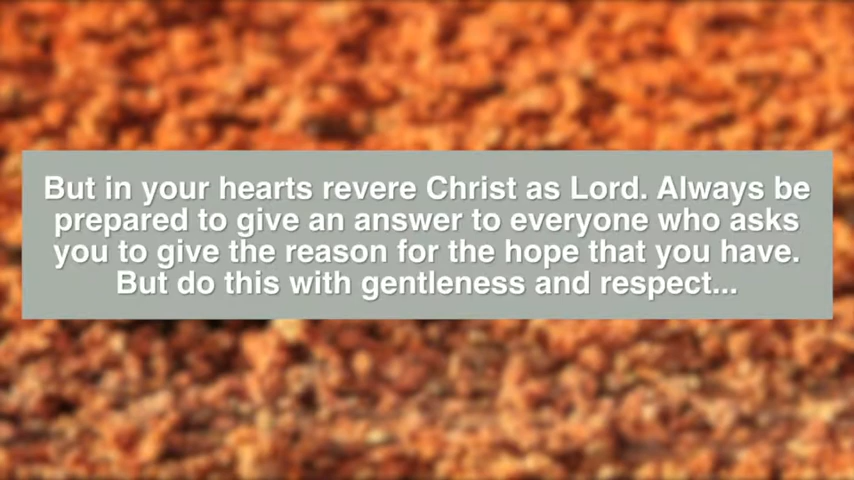 But in your hearts revere Christ as Lord. Always be
prepared to give an answer to everyone who asks
you to give the reason for the hope that you have.
But do this with gentleness and respect...